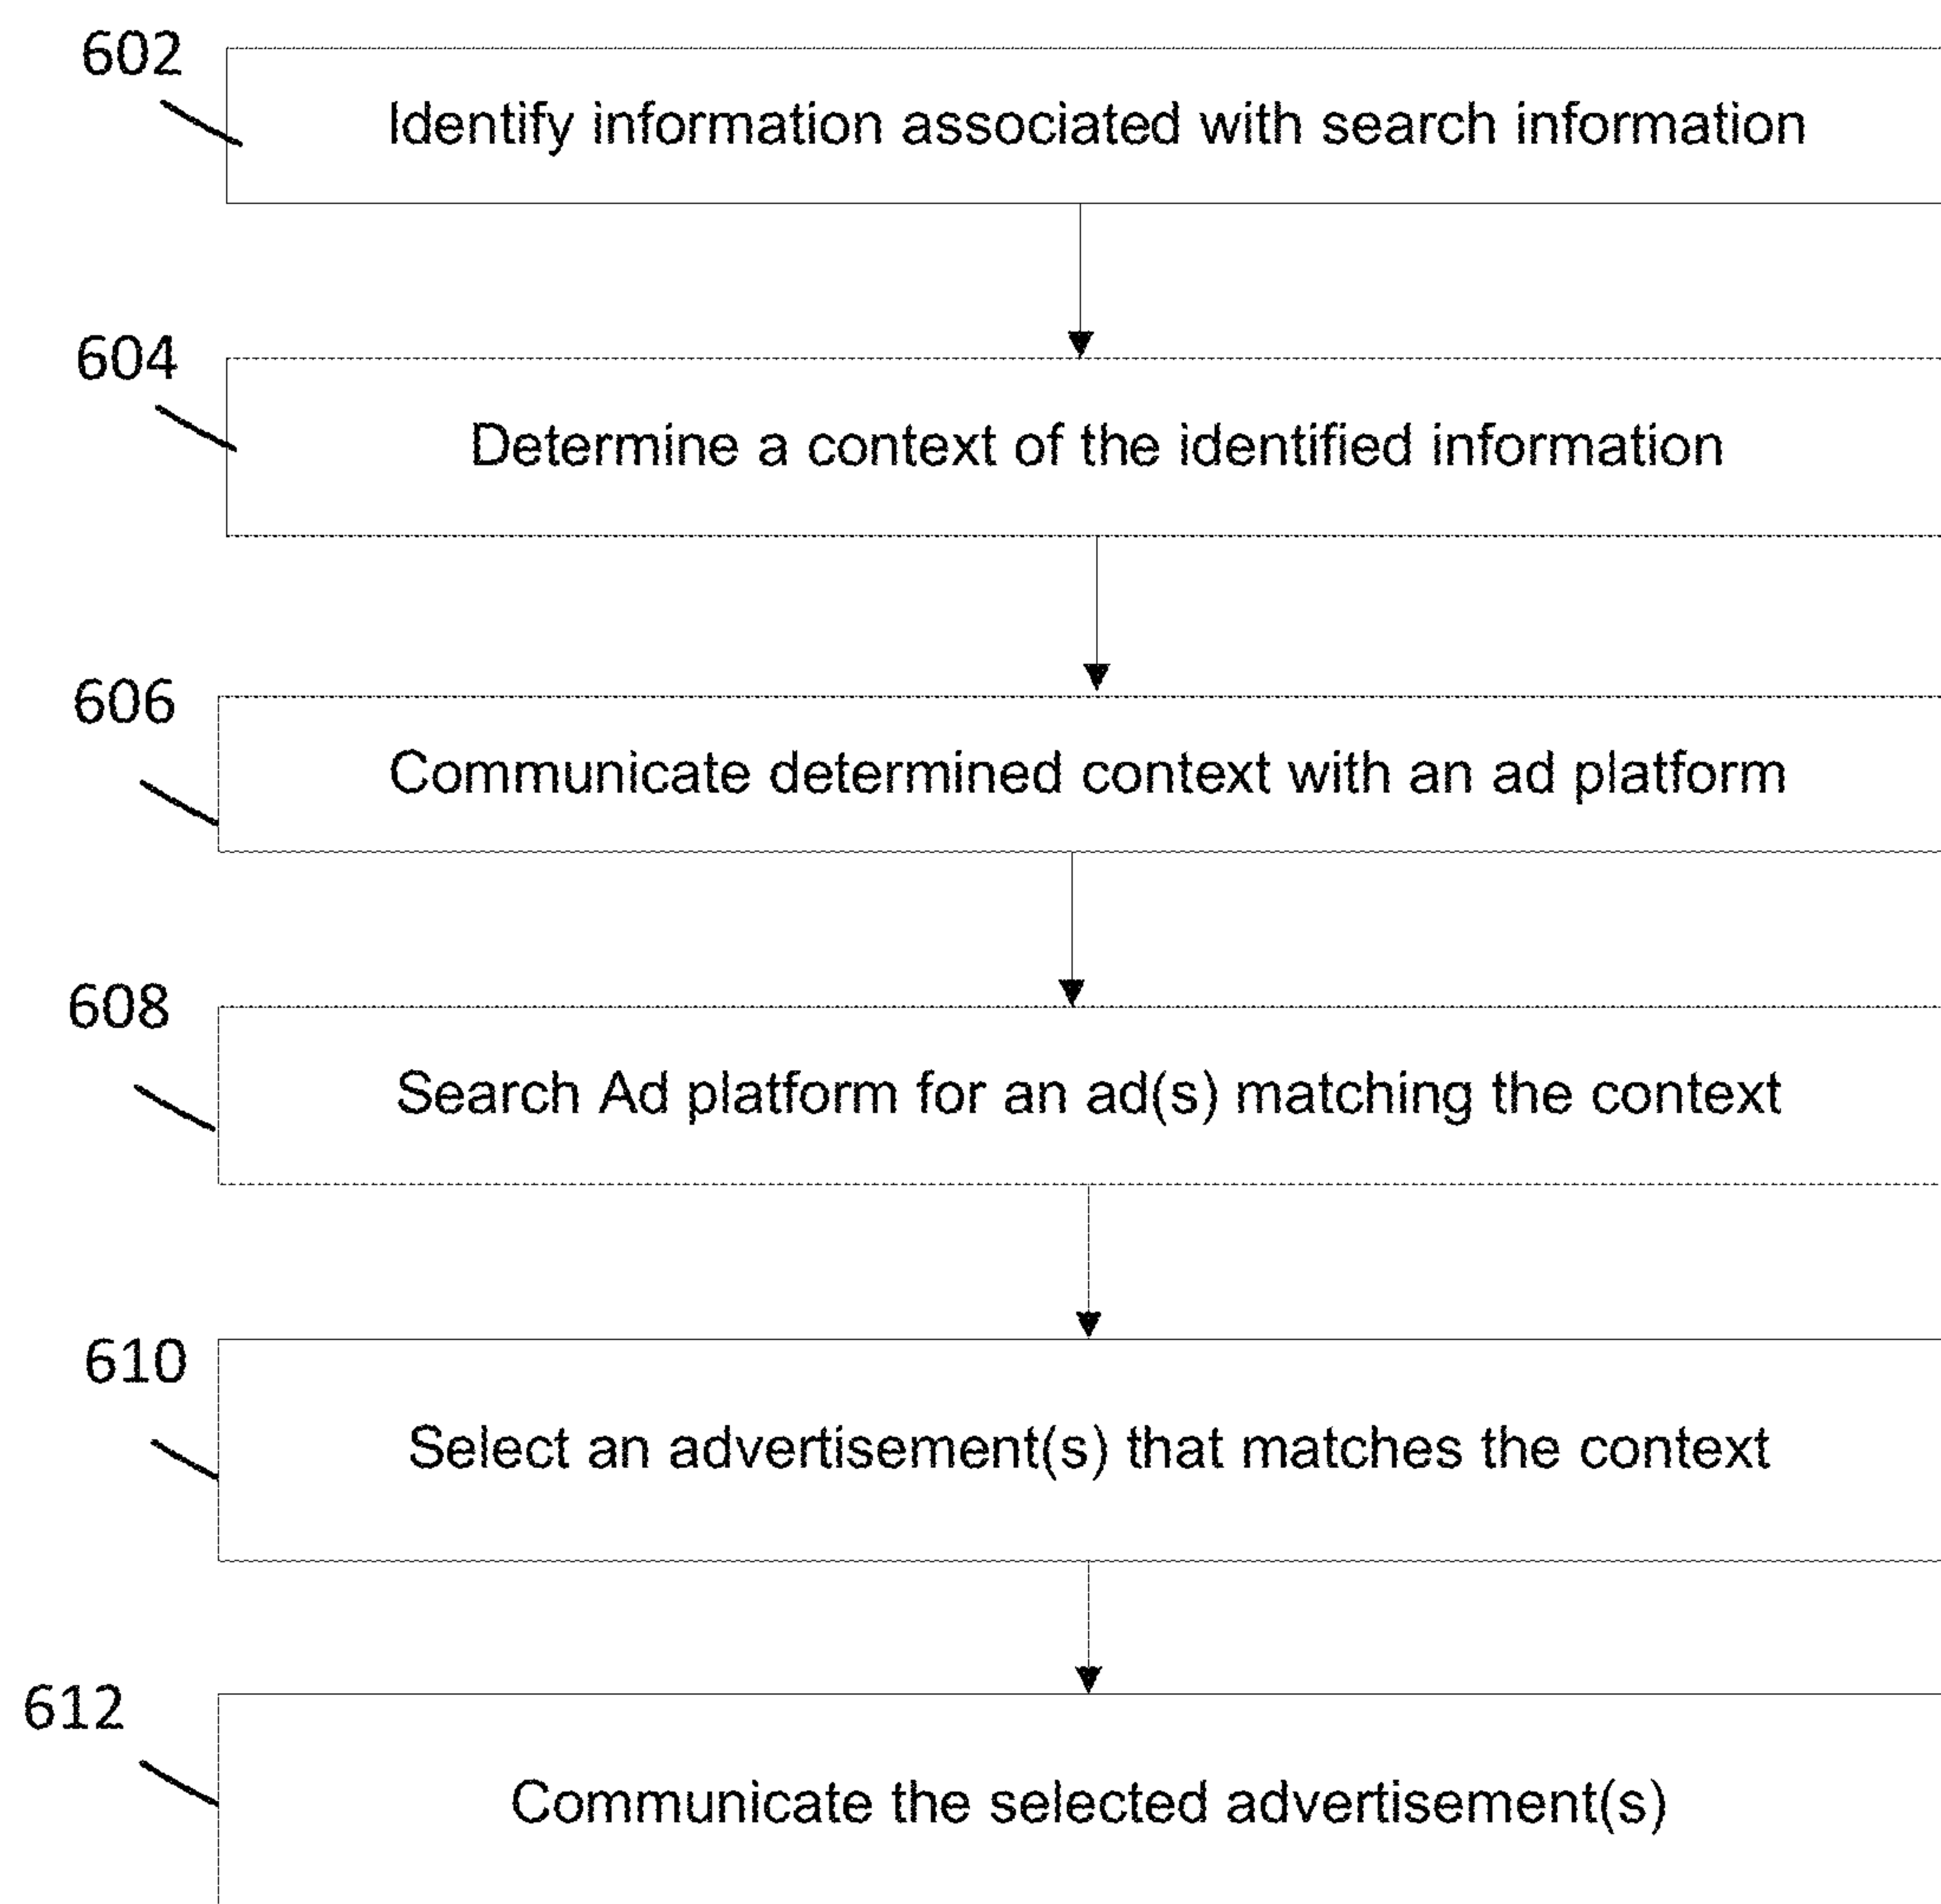 602
Identify information associated with search information
604
Determine a context of the identified information
606
Communicate determined context with an ad platform
608
Search Ad platform for an ad(s) matching the context
610
Select an advertisement(s) that matches the context
612
Communicate the selected advertisement(s)